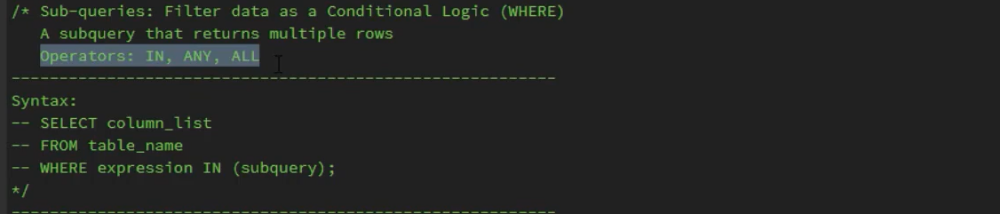 /* Sub-queries: Filter data as a Conditional Logic (WHERE)
A subquery that returns multiple rows
Operators: IN, ANY, ALL
---------------------------------------------------------
Syntax:
-- SELECT column_list
-- FROM table_name
-- WHERE expression IN (subquery);
*/
---------------------------------------------------------